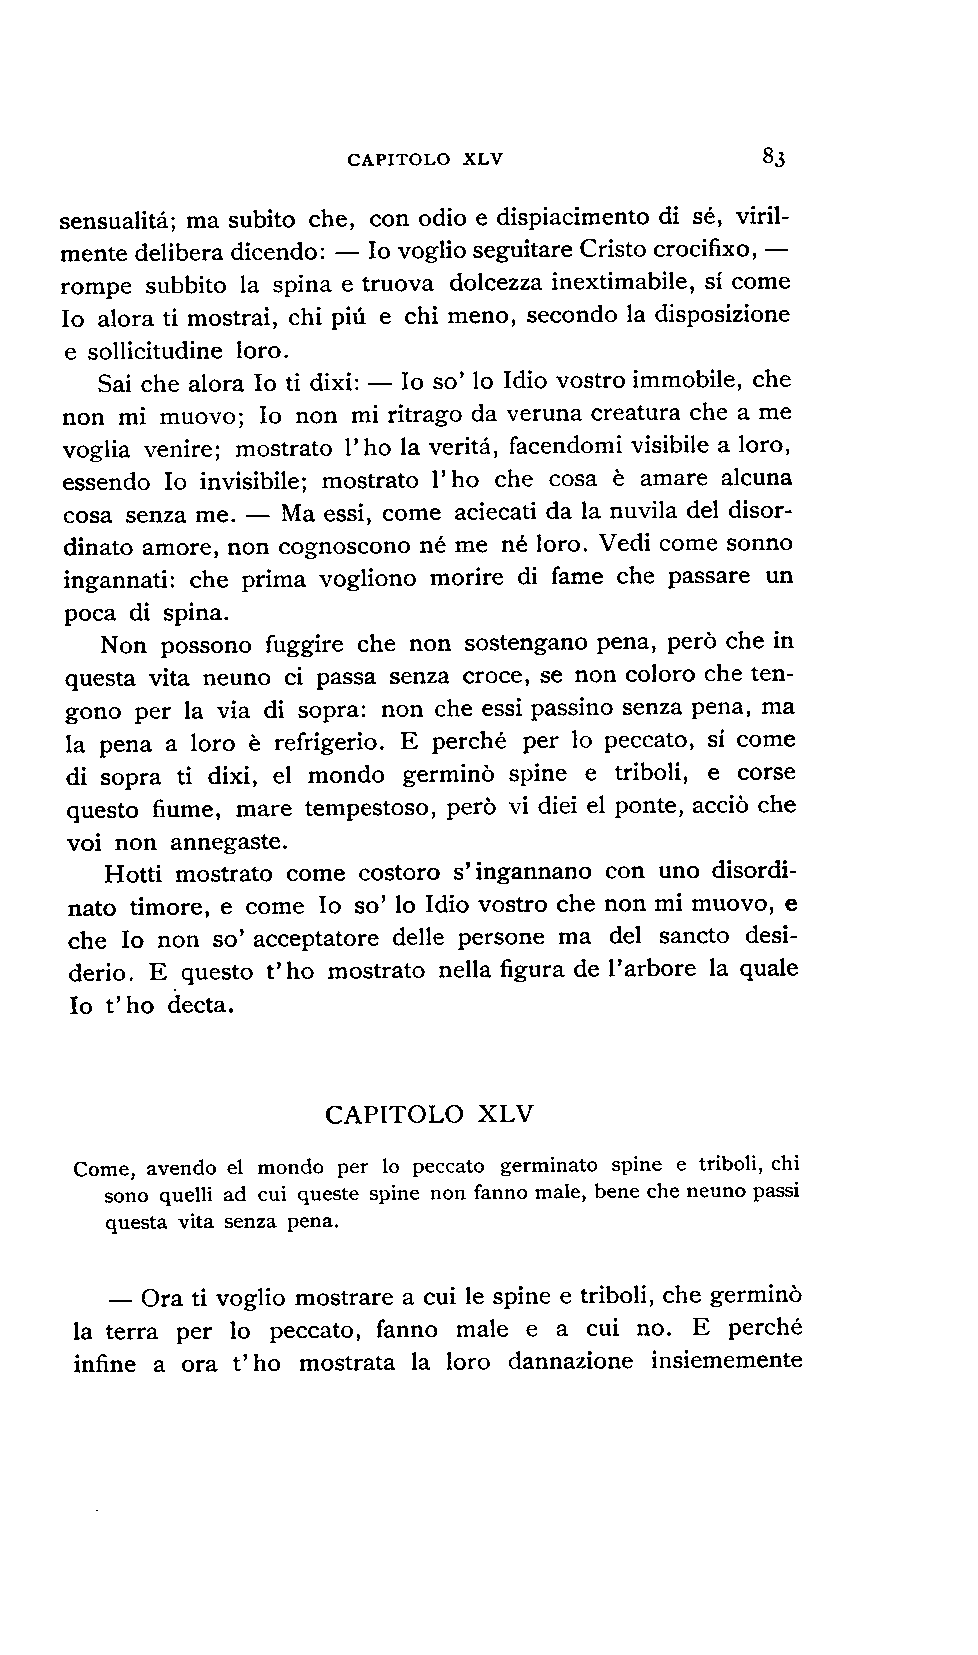 CAPITOLO XLV 83
sensualitá; ma subito che, con odio e dispiacimento di sé, viril-
mente delibera dicendo: — Io voglio seguitare Cristo crocifixo, —
rompe subbito la spina e truova dolcezza inextimabile, sí come
Io alora ti mostrai, chi piú e chi meno, secondo la disposizione
e sollicitudine loro.
Sai che alora Io ti dixi: — Io so' lo Idio vostro immobile, che
non mi muovo; Io non mi ritrago da veruna creatura che a me
voglia venire; mostrato l'ho la veritá, facendomi visibile a loro,
essendo Io invisibile; mostrato l'ho che cosa è amare alcuna
cosa senza me. — Ma essi, come aciecati da la nuvila del disor-
dinato amore, non cognoscono né me né loro. Vedi come sonno
ingannati: che prima vogliono morire di fame che passare un
poca di spina.
Non possono fuggire che non sostengano pena, però che in
questa vita neuno ci passa senza croce, se non coloro che ten-
gono per la via di sopra: non che essi passino senza pena, ma
la pena a loro è refrigerio. E perché per lo peccato, sí come
di sopra ti dixi, el mondo germinò spine e triboli, e corse
questo fiume, mare tempestoso, però vi diei el ponte, acciò che
voi non annegaste.
Hotti mostrato come costoro s'ingannano con uno disordi-
nato timore, e come Io so' lo Idio vostro che non mi muovo, e
che Io non so' acceptatore delle persone ma del sancto desi-
derio. E questo t'ho mostrato nella figura de l'arbore la quale
Io t'ho decta.
CAPITOLO XLV
Come, avendo el mondo per lo peccato germinato spine e triboli, chi
sono quelli ad cui queste spine non fanno male, bene che neuno passi
questa vita senza pena.
— Ora ti voglio mostrare a cui le spine e triboli, che germinò
la terra per lo peccato, fanno male e a cui no. E perché
infine a ora t'ho mostrata la loro dannazione insiememente